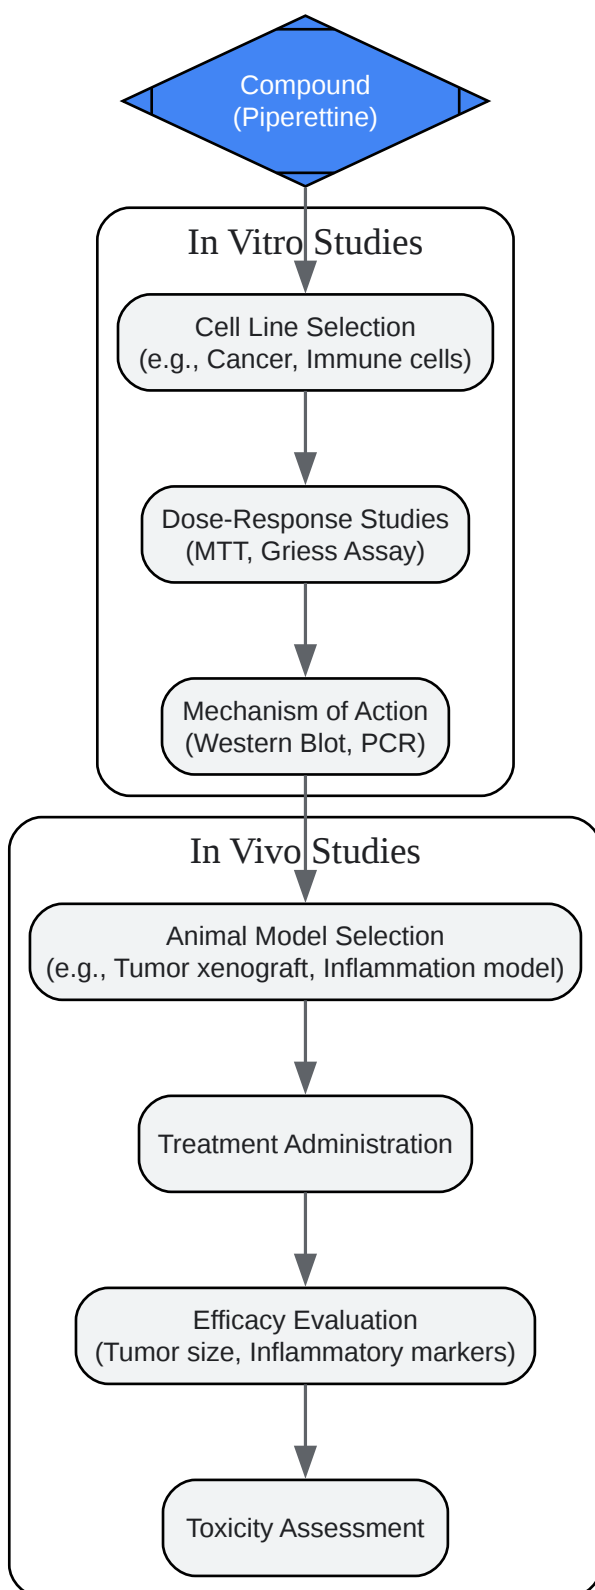 Compound
(Piperettine)
In Vitro Studies
Cell Line Selection
(e.g., Cancer, Immune cells)
Dose-Response Studies
(MTT, Griess Assay)
Mechanism of Action
(Western Blot, PCR)
In Vivo Studies
Animal Model Selection
(e.g., Tumor xenograft, Inflammation model)
Treatment Administration
Efficacy Evaluation
(Tumor size, Inflammatory markers)
Toxicity Assessment